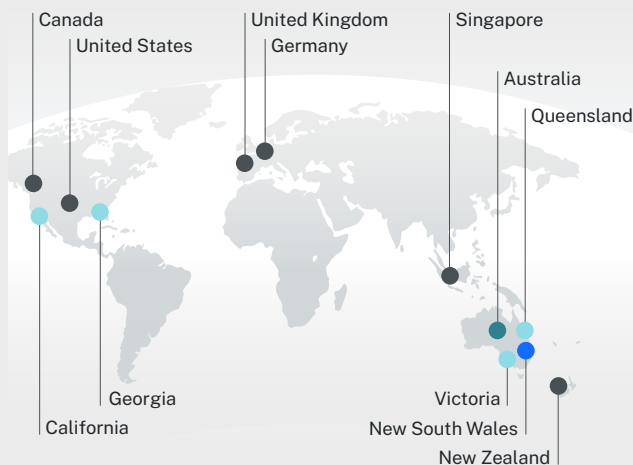 Canada
United Kingdom
Singapore
United States
Germany
Australia
Queensland
Georgia
Victoria
California
New South Wales
New Zealand